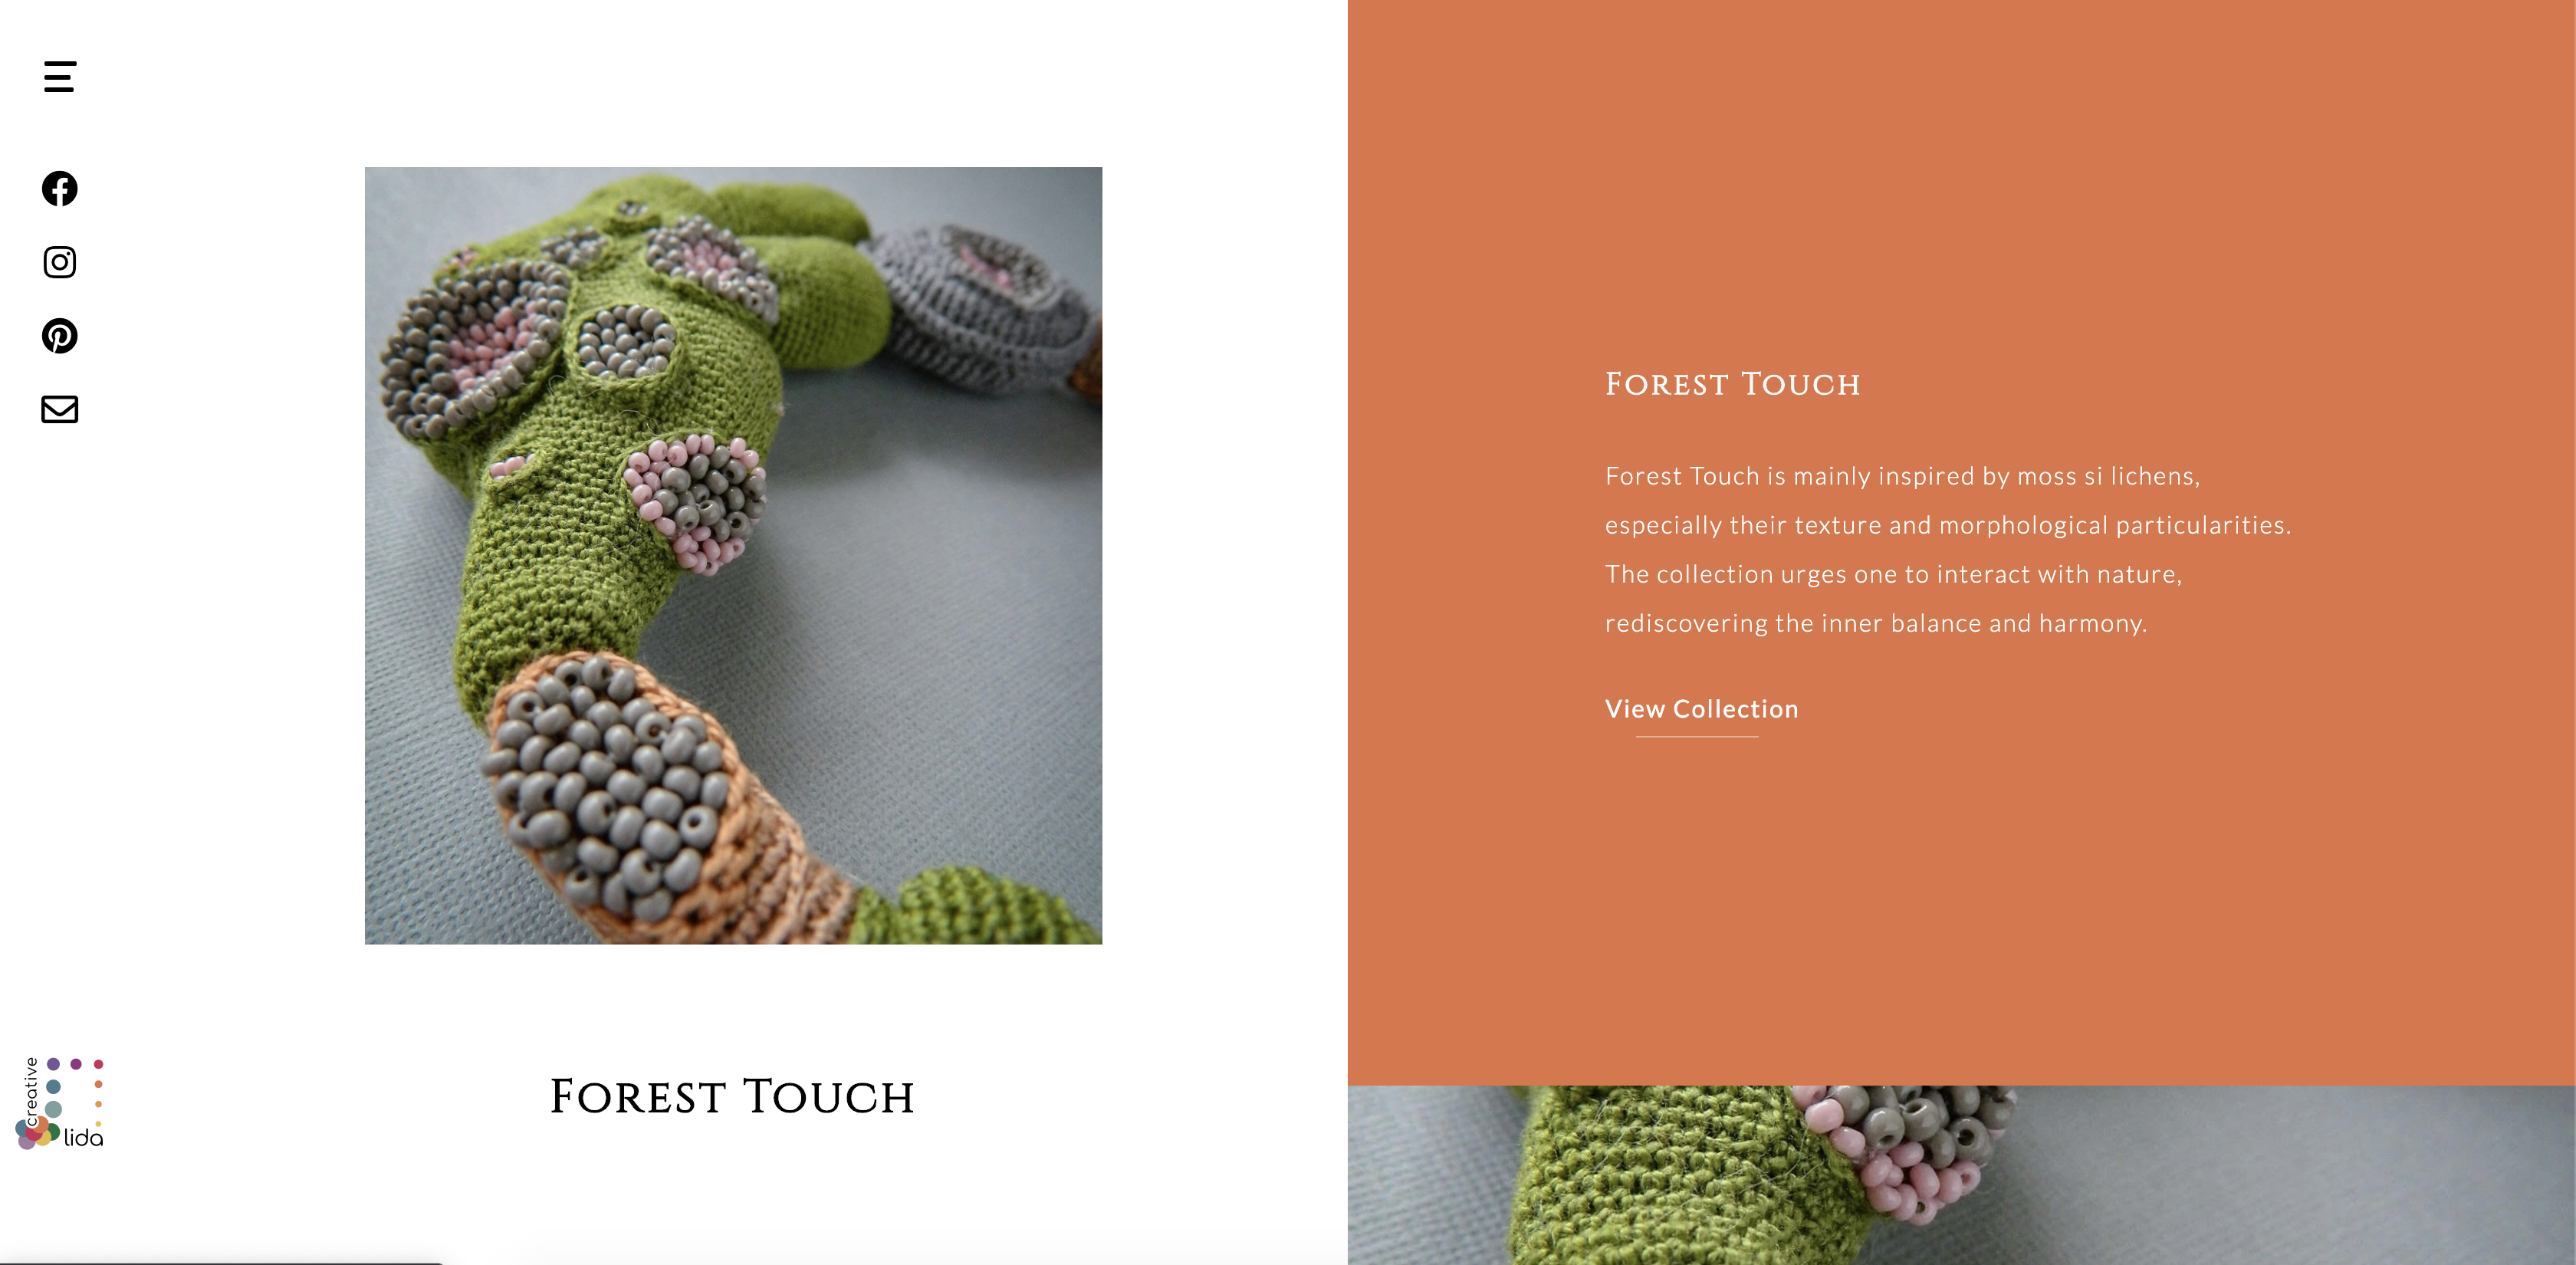 Forest Touch
Forest Touch is mainly inspired by moss si lichens,
especially their texture and morphological particularities.
The collection urges one to interact with nature,
rediscovering the inner balance and harmony.
View Collection
Forest Touch
creative
lida